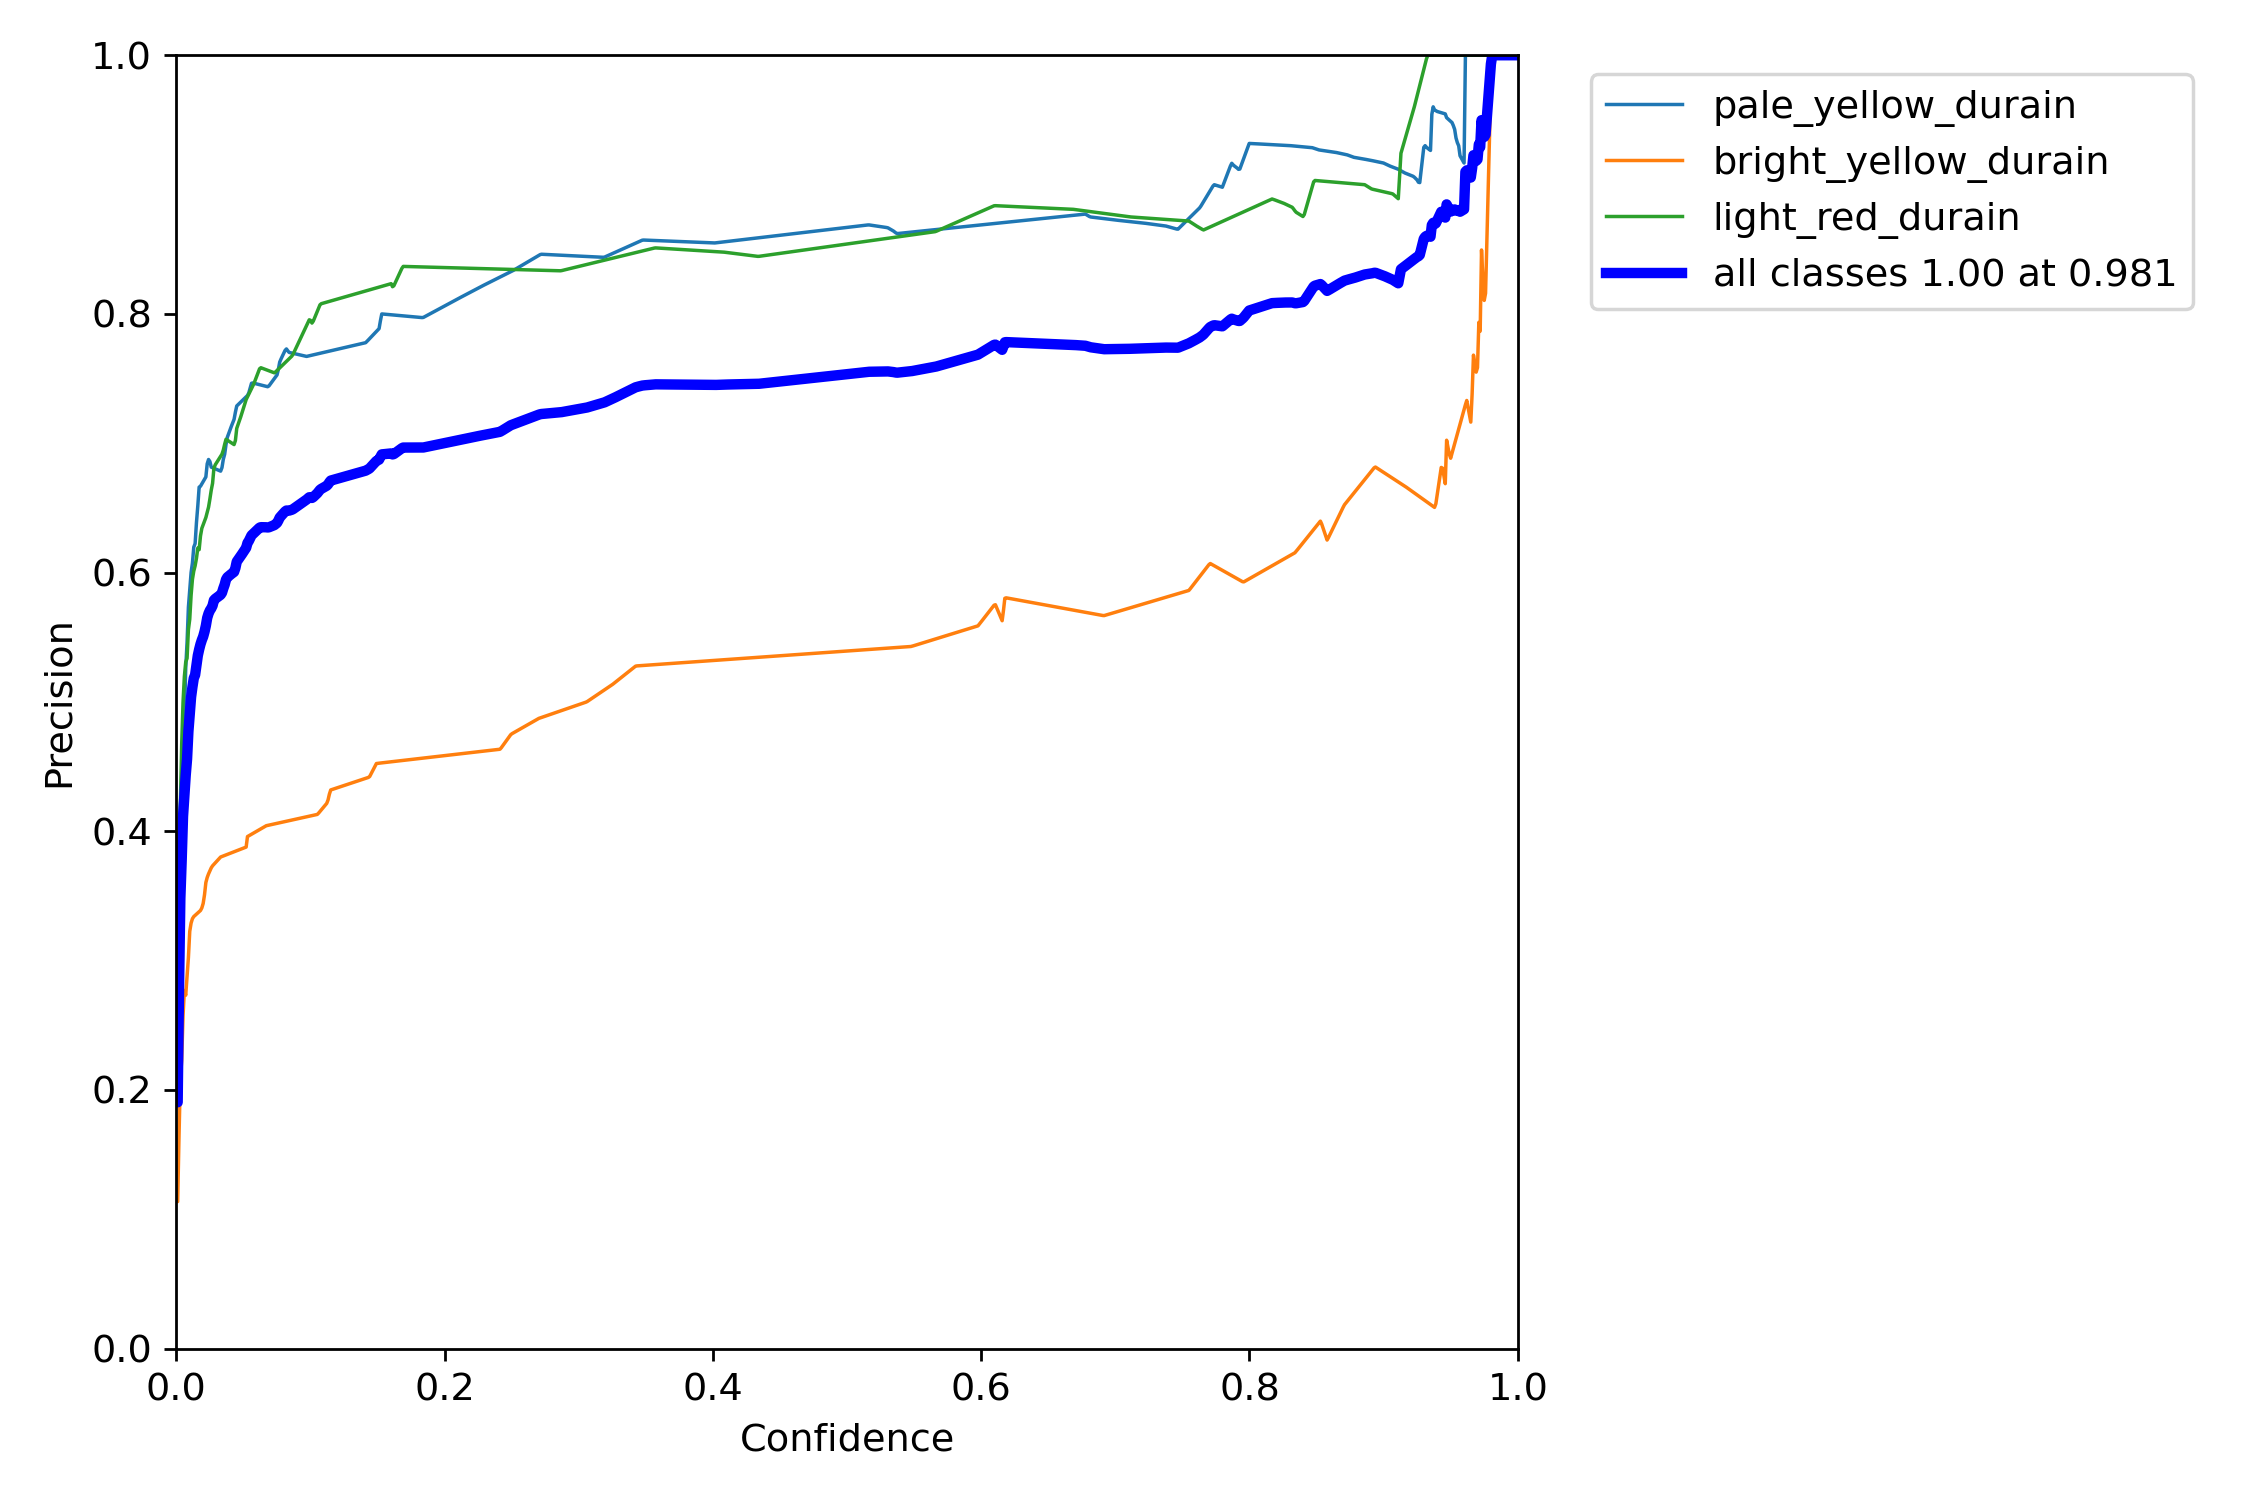 1.0
0.8
0.6
0.4
0.2
0.0
Precision
0.0 0.2 0.4 0.6 0.8 1.0
Confidence
pale_yellow_durain
bright_yellow_durain
light_red_durain
all classes 1.00 at 0.981